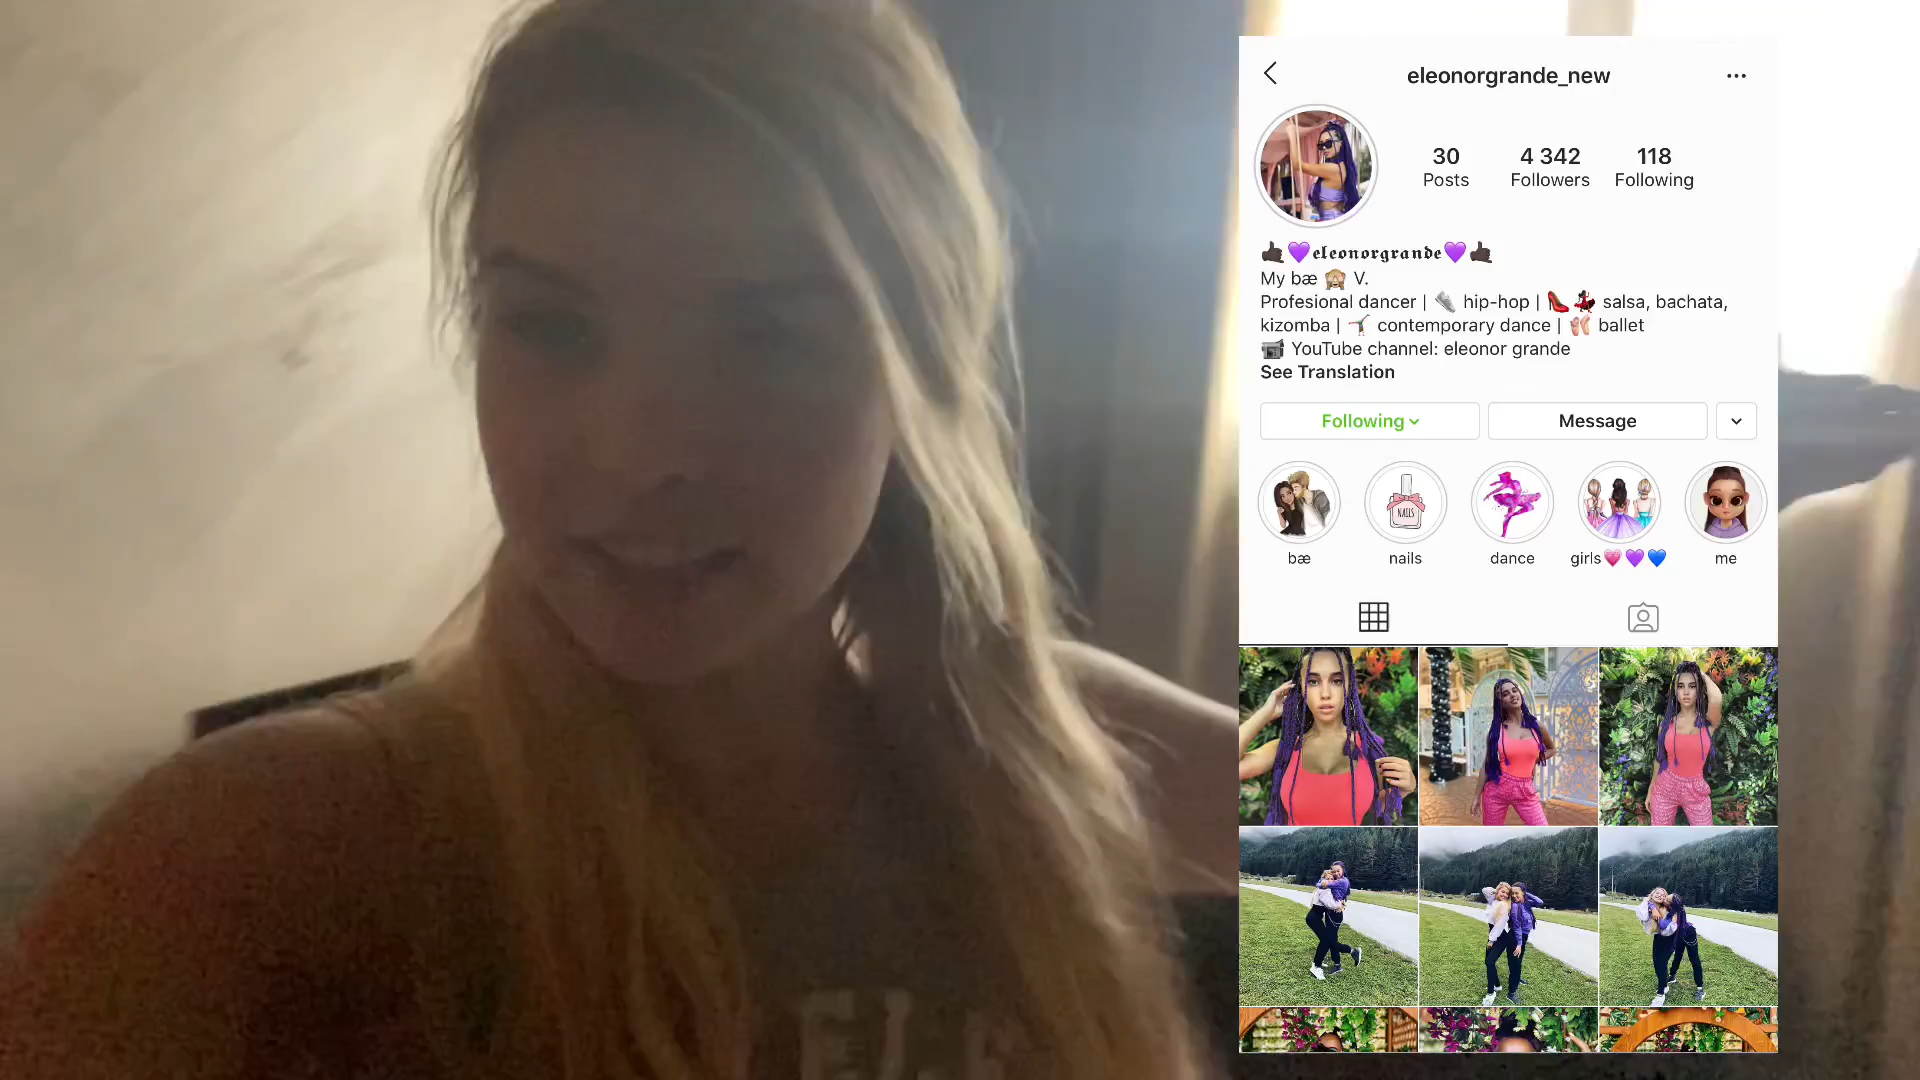 eleonorgrande_new
30
Posts
4 342
Followers
118
Following
🤙🏿💜𝖊𝖑𝖊𝖔𝖓𝖔𝖗𝖌𝖗𝖆𝖓𝖉𝖊💜🤙🏿
My bæ 🙈 V.
Profesional dancer | 👟 hip-hop | 👠💃 salsa, bachata,
kizomba | 🤸 contemporary dance | 👣 ballet
📹 YouTube channel: eleonor grande
See Translation
Following
Message
NAILS
bæ
nails
dance
girls💗💜💙
me